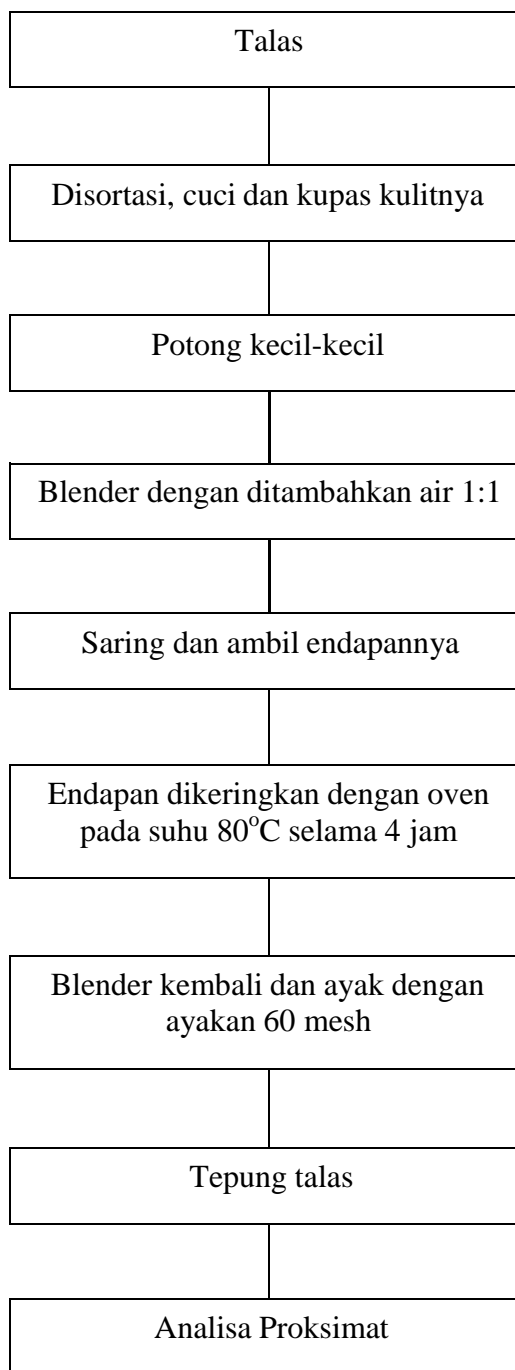 Talas
Disortasi, cuci dan kupas kulitnya
Potong kecil-kecil
Blender dengan ditambahkan air 1:1
Saring dan ambil endapannya
Endapan dikeringkan dengan oven
pada suhu 80°C selama 4 jam
Blender kembali dan ayak dengan
ayakan 60 mesh
Tepung talas
Analisa Proksimat